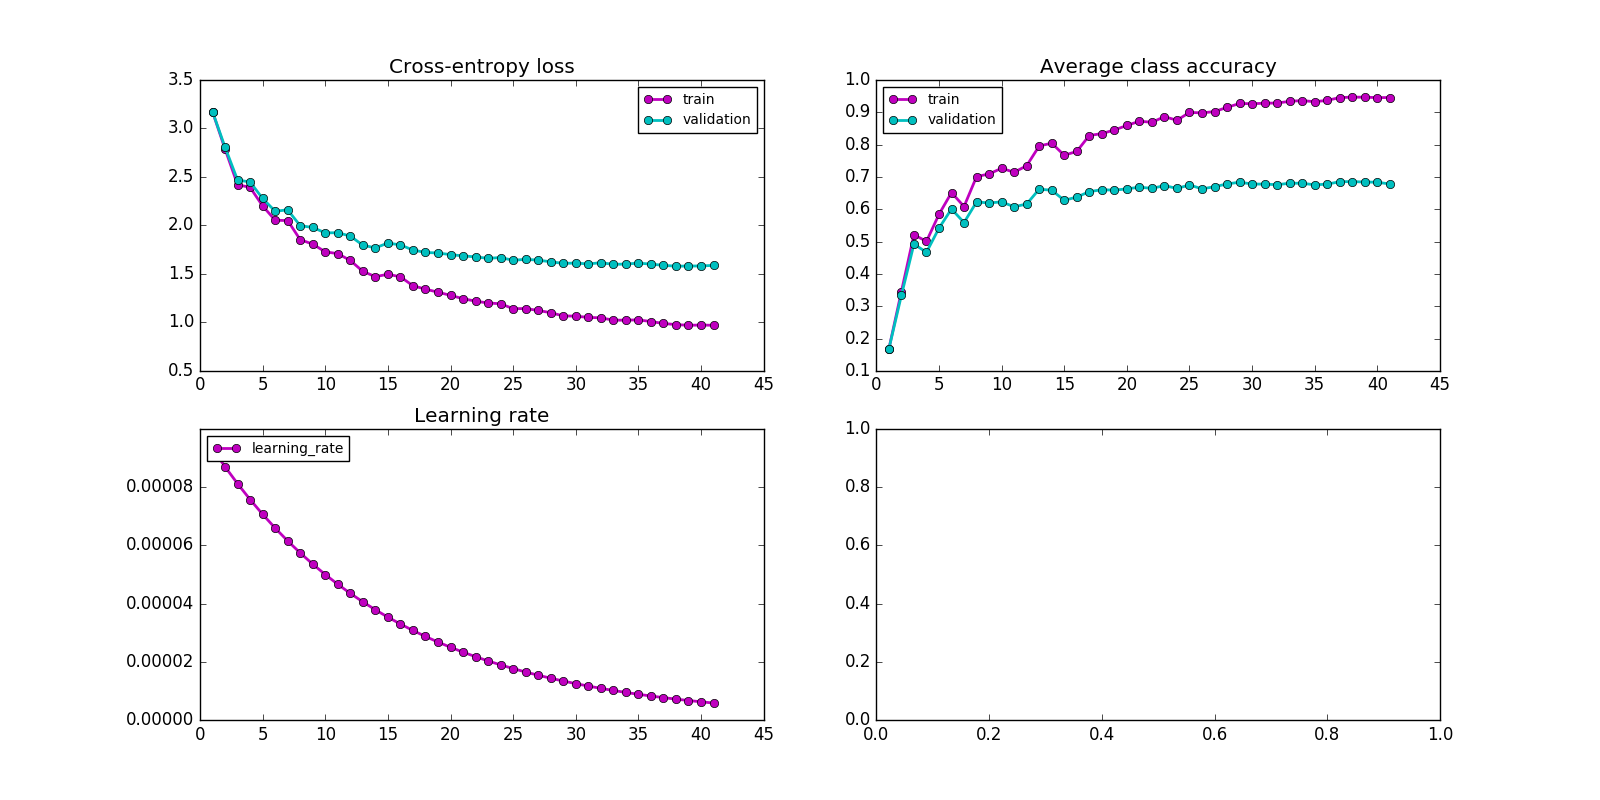 Cross-entropy loss
3.5
3.0
2.5
2.0
1.5
1.0
0.5
train
validation
0 5 10 15 20 25 30 35 40 45
Average class accuracy
1.0
0.9
0.8
0.7
0.6
0.5
0.4
0.3
0.2
0.1
train
validation
0 5 10 15 20 25 30 35 40 45
Learning rate
learning_rate
0.00008
0.00006
0.00004
0.00002
0.00000
0 5 10 15 20 25 30 35 40 45
1.0
0.8
0.6
0.4
0.2
0.0
0.0 0.2 0.4 0.6 0.8 1.0